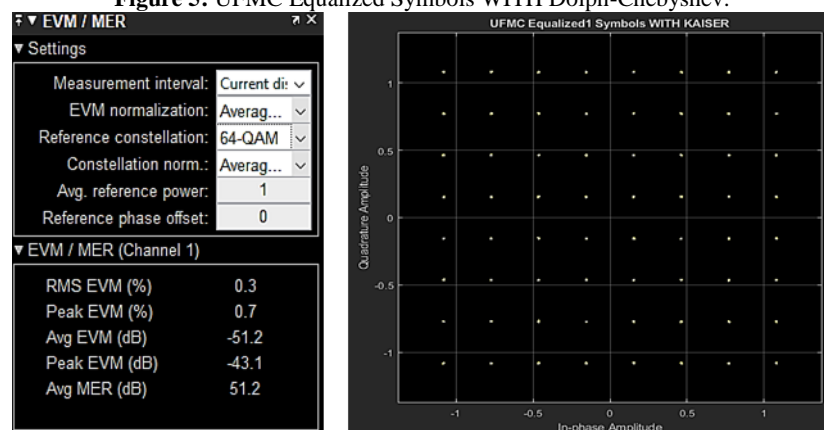 Figure 5: UFMC Equalized Symbols WITH Dolph-Chebyshev.
EVM / MER
Settings
Measurement interval: Current di:
EVM normalization: Averag...
Reference constellation: 64-QAM
Constellation norm.: Averag...
Avg. reference power: 1
Reference phase offset: 0
EVM / MER (Channel 1)
RMS EVM (%) 0.3
Peak EVM (%) 0.7
Avg EVM (dB) -51.2
Peak EVM (dB) -43.1
Avg MER (dB) 51.2
UFMC Equalized1 Symbols WITH KAISER
Quadrature Amplitude
1
0.5
0
-0.5
-1
-1 -0.5 0 0.5 1
In-phase Amplitude